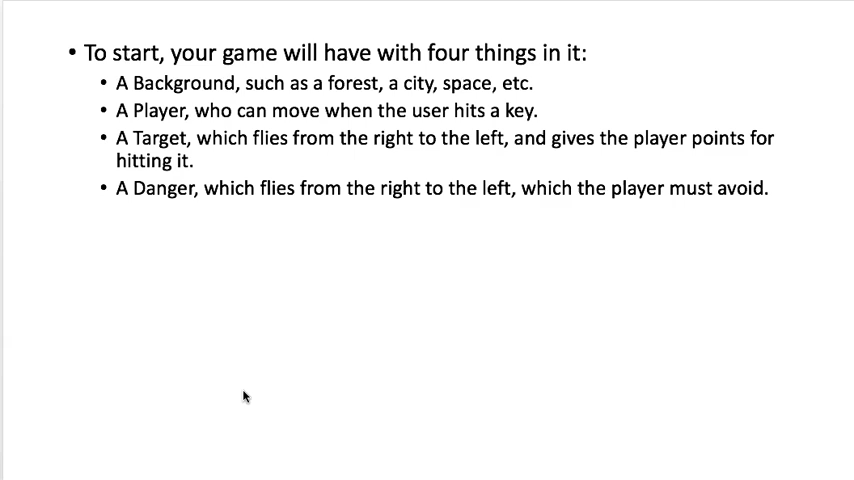 • To start, your game will have with four things in it:
• A Background, such as a forest, a city, space, etc.
• A Player, who can move when the user hits a key.
• A Target, which flies from the right to the left, and gives the player points for
hitting it.
• A Danger, which flies from the right to the left, which the player must avoid.